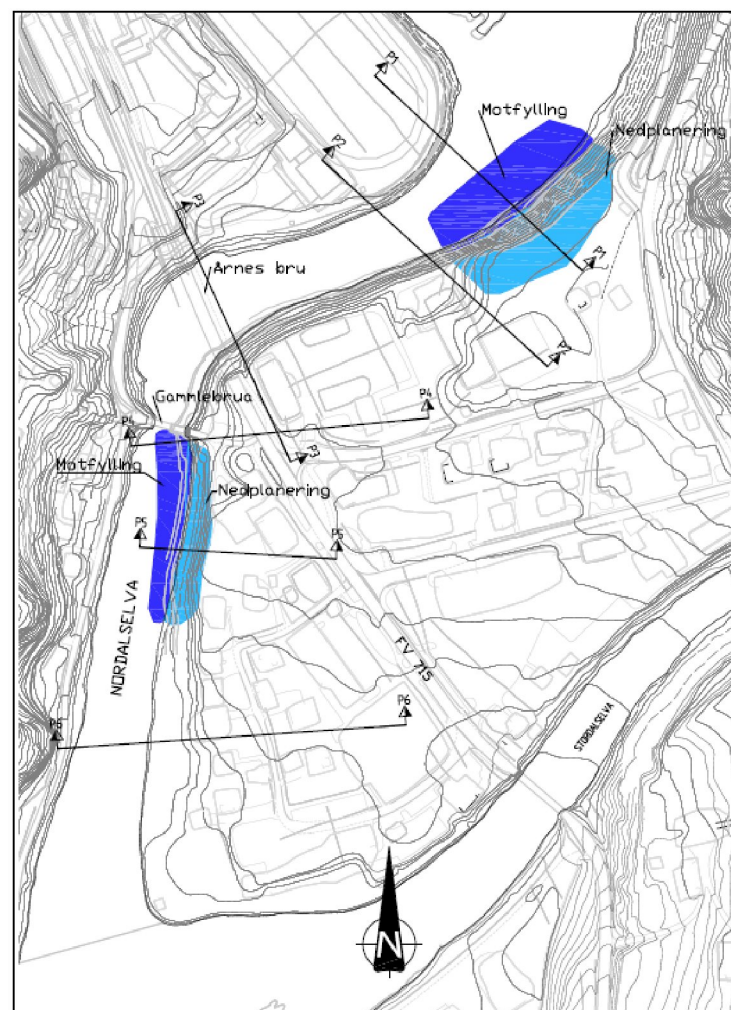 P1
Motfylling
Nedplanering
P2
P3
Årnes bru
P1
P2
P4
Gammlebrua
P4
P3
Motfylling
Nedplanering
P5
P5
NORDALSELVA
FV 715
P6
P6
STORDALSELVA
N